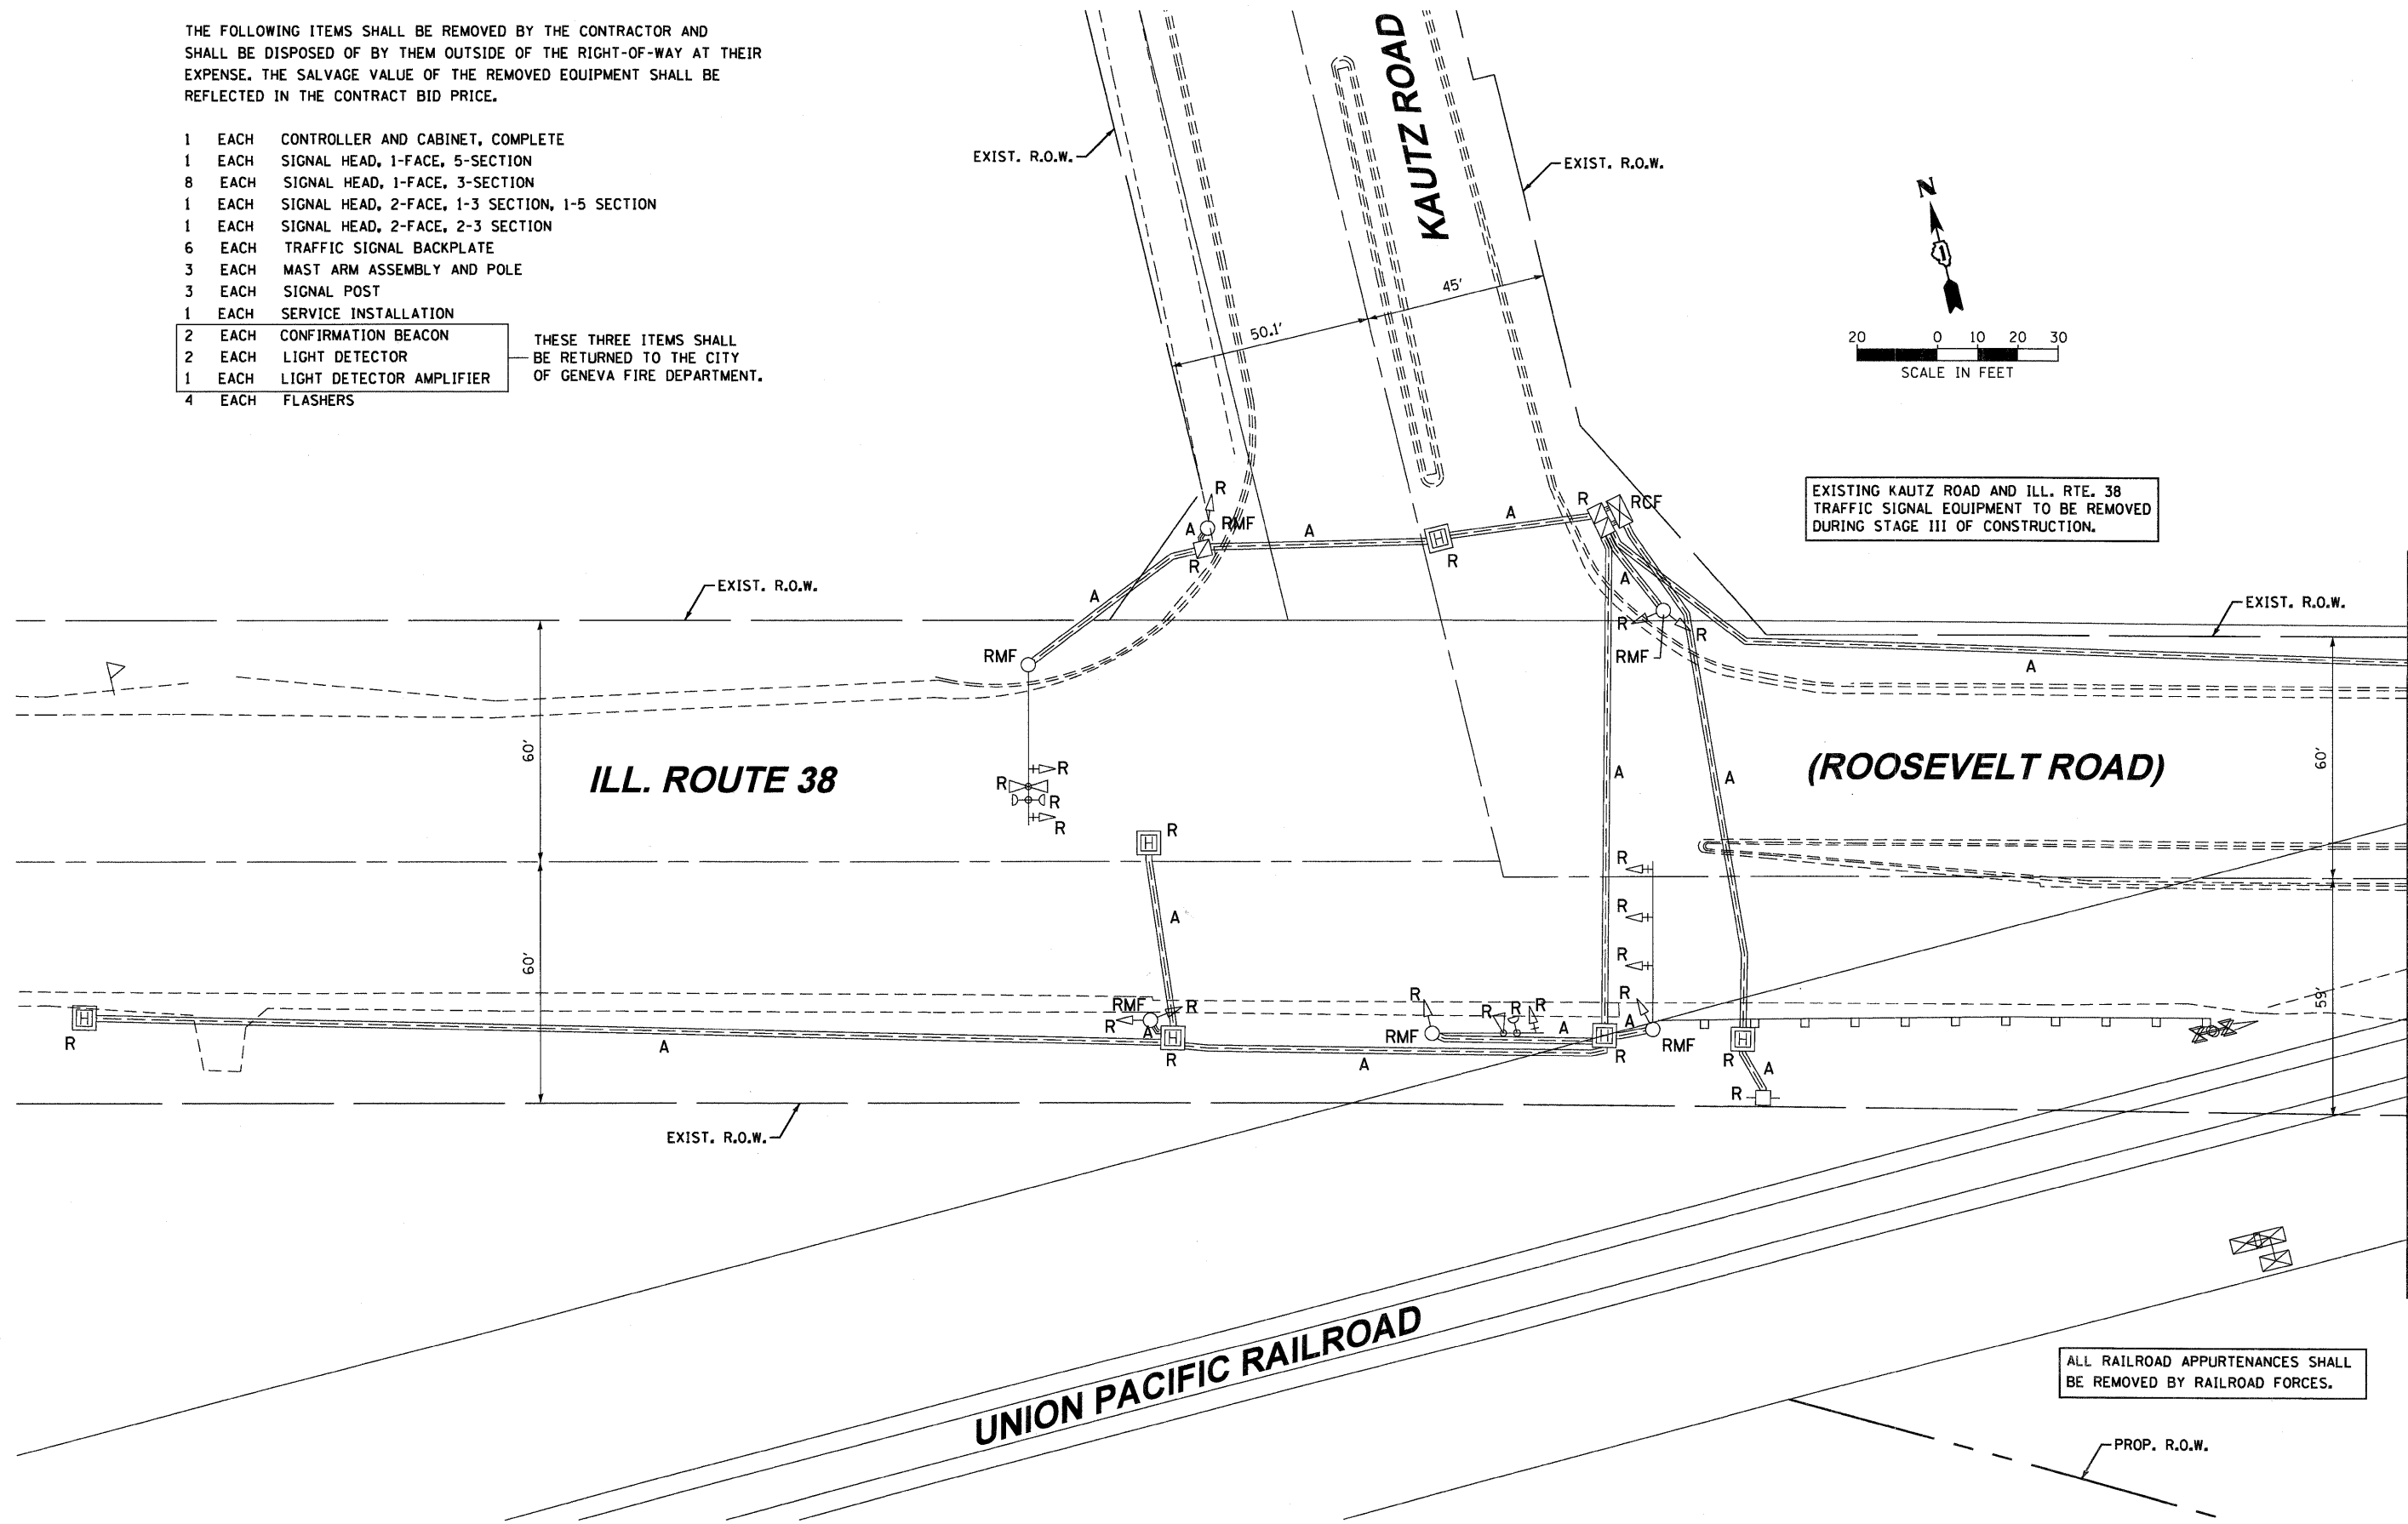 THE FOLLOWING ITEMS SHALL BE REMOVED BY THE CONTRACTOR AND
SHALL BE DISPOSED OF BY THEM OUTSIDE OF THE RIGHT-OF-WAY AT THEIR
EXPENSE. THE SALVAGE VALUE OF THE REMOVED EQUIPMENT SHALL BE
REFLECTED IN THE CONTRACT BID PRICE.
1 EACH CONTROLLER AND CABINET, COMPLETE
1 EACH SIGNAL HEAD, 1-FACE, 5-SECTION
8 EACH SIGNAL HEAD, 1-FACE, 3-SECTION
1 EACH SIGNAL HEAD, 2-FACE, 1-3 SECTION, 1-5 SECTION
1 EACH SIGNAL HEAD, 2-FACE, 2-3 SECTION
6 EACH TRAFFIC SIGNAL BACKPLATE
3 EACH MAST ARM ASSEMBLY AND POLE
3 EACH SIGNAL POST
1 EACH SERVICE INSTALLATION
2 EACH CONFIRMATION BEACON
2 EACH LIGHT DETECTOR
1 EACH LIGHT DETECTOR AMPLIFIER
4 EACH FLASHERS
THESE THREE ITEMS SHALL
BE RETURNED TO THE CITY
OF GENEVA FIRE DEPARTMENT.
KAUTZ ROAD
EXIST. R.O.W.
EXIST. R.O.W.
N
1
45'
50.1'
20 0 10 20 30
SCALE IN FEET
EXISTING KAUTZ ROAD AND ILL. RTE. 38
TRAFFIC SIGNAL EQUIPMENT TO BE REMOVED
DURING STAGE III OF CONSTRUCTION.
R
RMF
A
R
A
H
R
A
R
RCF
A
EXIST. R.O.W.
A
EXIST. R.O.W.
RMF
R
R
RMF
A
60'
ILL. ROUTE 38
R
R
R
R
A
A
(ROOSEVELT ROAD)
60'
H
R
A
R
R
R
60'
59'
H
R
A
RMF
R
R
A
H
R
A
R
RMF
R
R
R
A
H
R
A
R
RMF
H
R
A
R
EXIST. R.O.W.
UNION PACIFIC RAILROAD
ALL RAILROAD APPURTENANCES SHALL
BE REMOVED BY RAILROAD FORCES.
PROP. R.O.W.